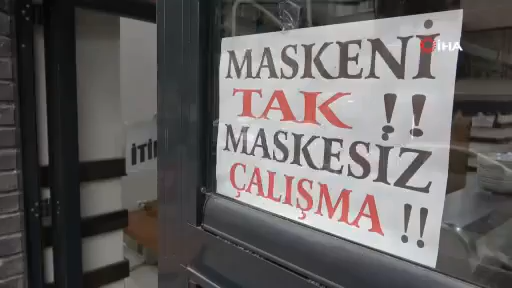 MASKENİ
TAK !!
MASKESİZ
ÇALIŞMA !!
İHA